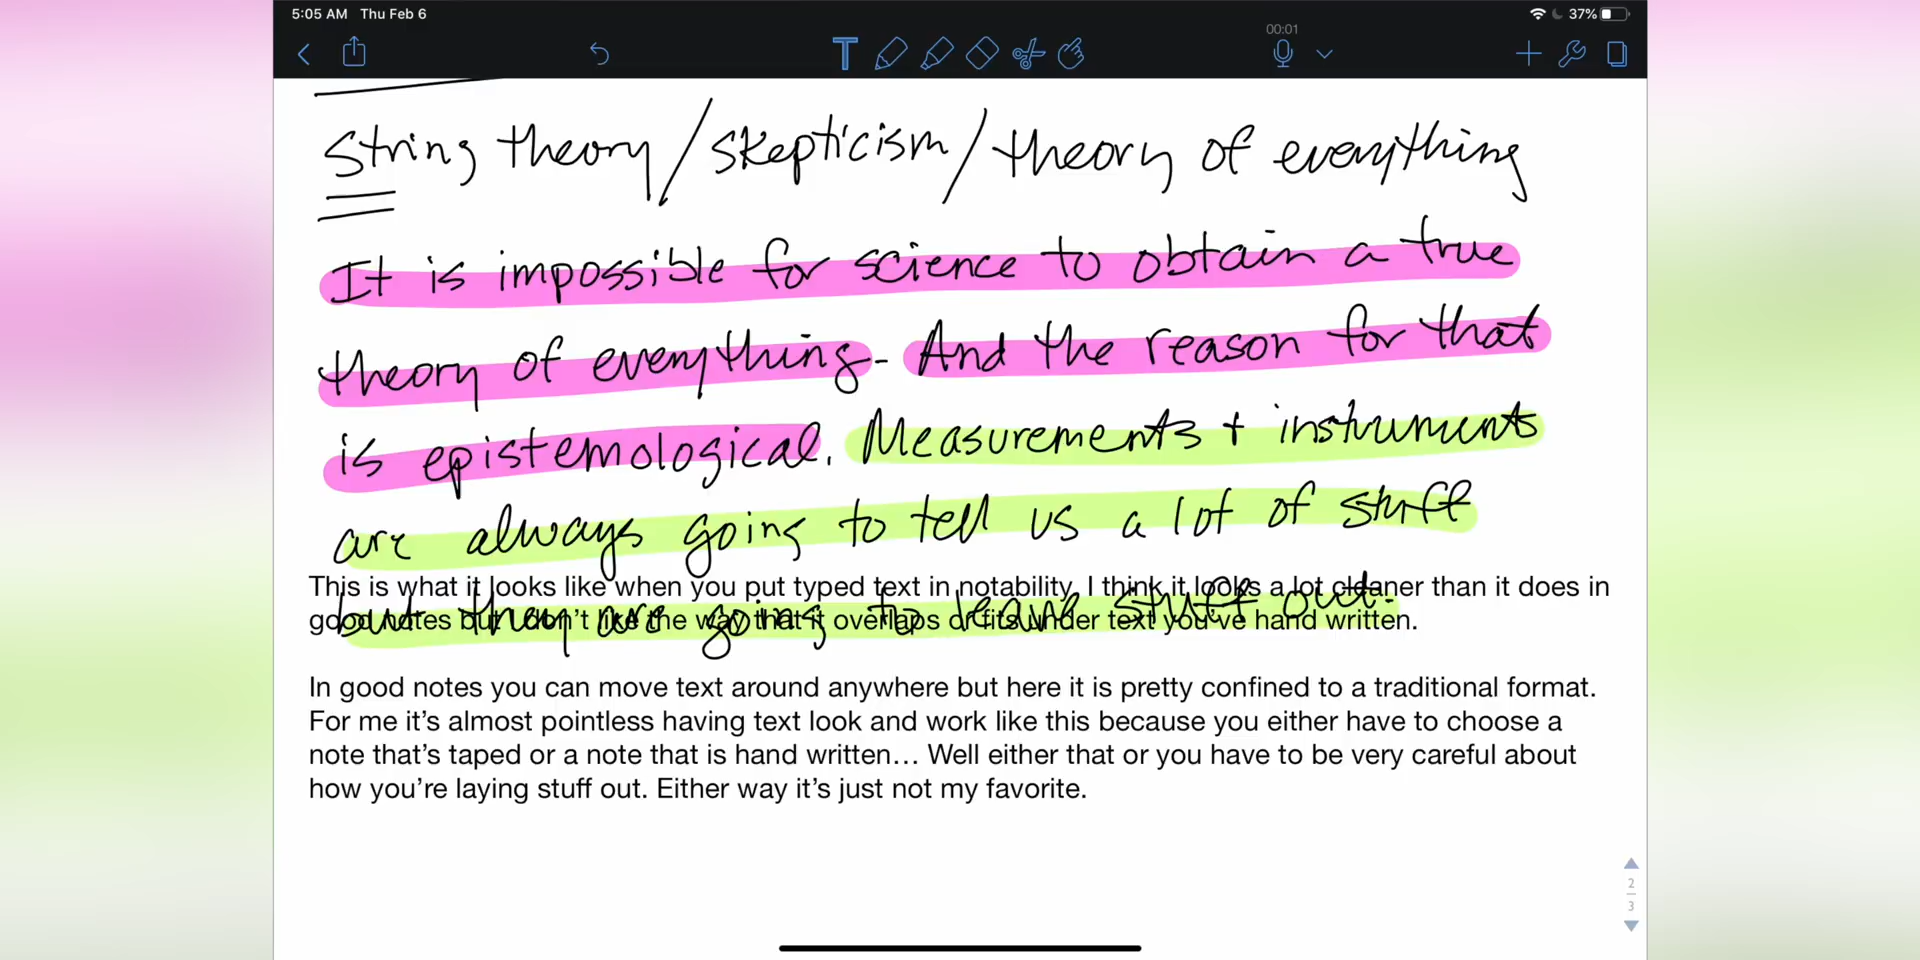 5:05 AM Thu Feb 6
37%
00:01
String theory/skepticism/theory of everything
It is impossible for science to obtain a true
theory of everything. And the reason for that
is epistemological. Measurements + instruments
are always going to tell us a lot of stuff
This is what it looks like when you put typed text in notability. I think it looks a lot cleaner than it does in
but they are going to leave stuff out.
good notes but I don't like the way that it overlaps or fits under text you've hand written.
In good notes you can move text around anywhere but here it is pretty confined to a traditional format.
For me it's almost pointless having text look and work like this because you either have to choose a
note that's taped or a note that is hand written... Well either that or you have to be very careful about
how you're laying stuff out. Either way it's just not my favorite.
2
3